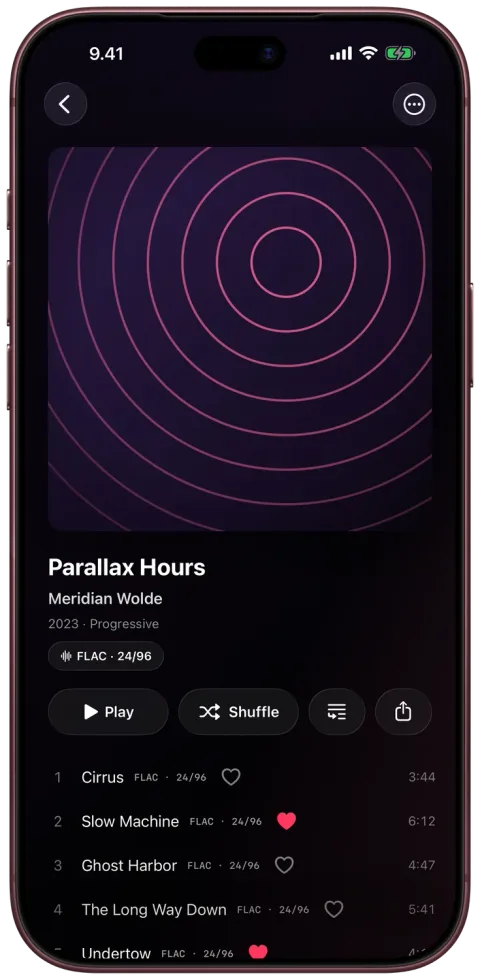 9.41
Parallax Hours
Meridian Wolde
2023 · Progressive
FLAC · 24/96
Play
Shuffle
1 Cirrus FLAC · 24/96 3:44
2 Slow Machine FLAC · 24/96 6:12
3 Ghost Harbor FLAC · 24/96 4:47
4 The Long Way Down FLAC · 24/96 5:41
Undertow FLAC · 24/96